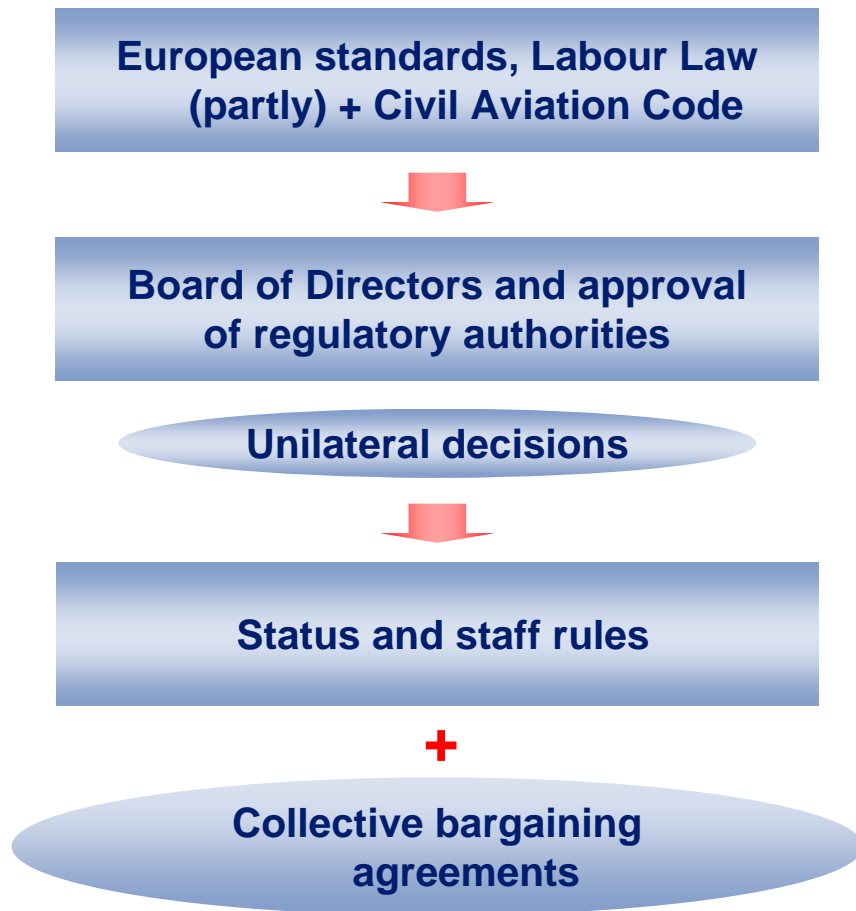 European standards, Labour Law
(partly) + Civil Aviation Code
Board of Directors and approval
of regulatory authorities
Unilateral decisions
Status and staff rules
+
Collective bargaining
agreements